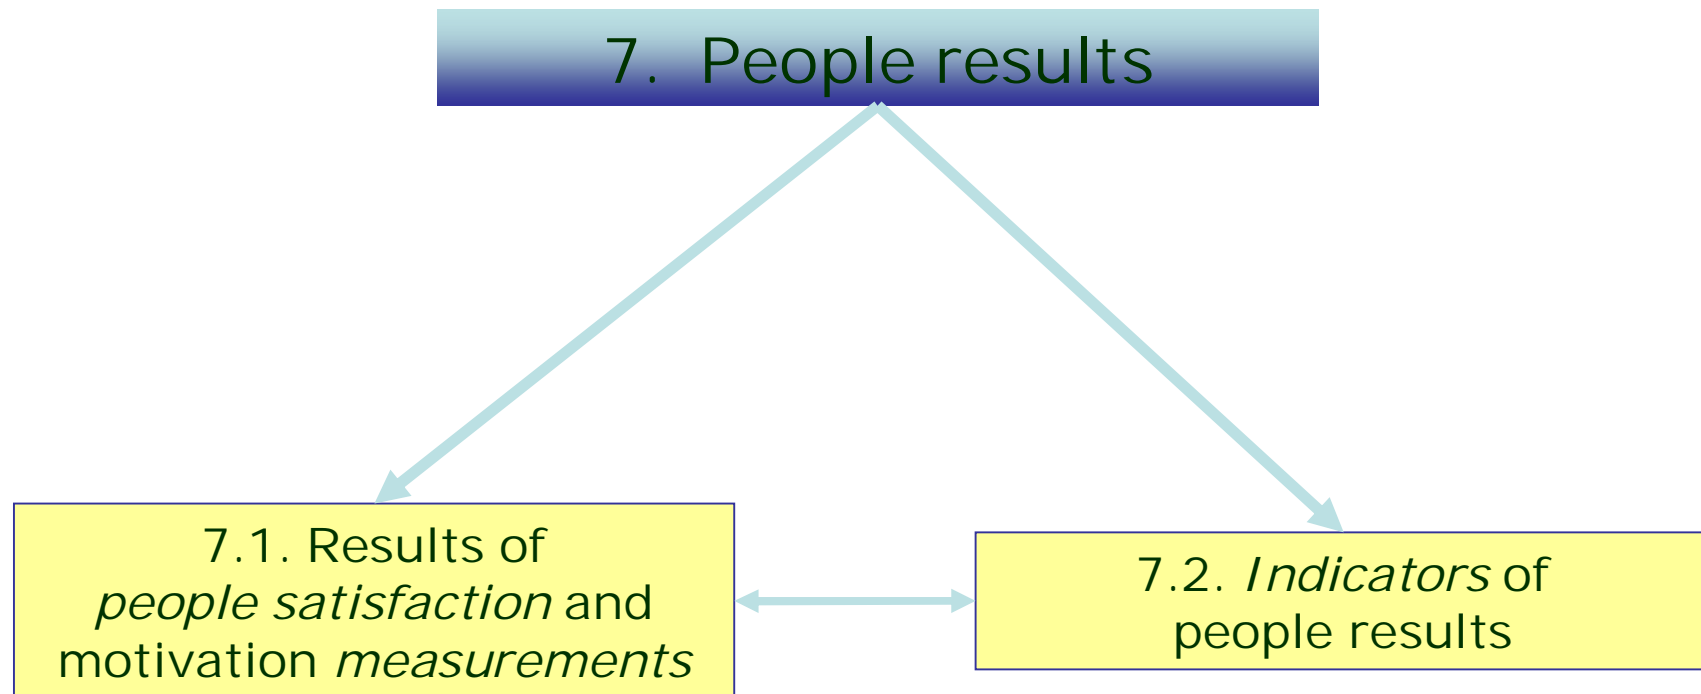 7. People results
7.1. Results of
people satisfaction and
motivation measurements
7.2. Indicators of
people results